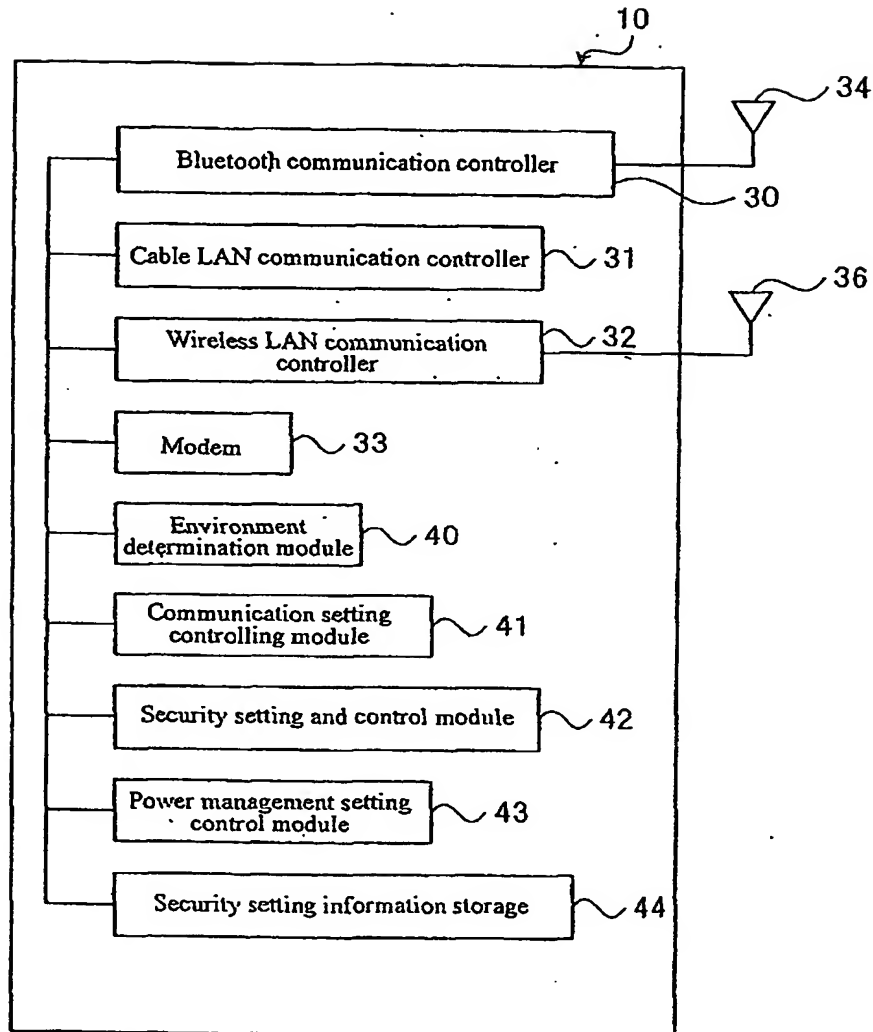 10
34
Bluetooth communication controller
30
Cable LAN communication controller
31
36
Wireless LAN communication
controller
32
Modem
33
Environment
determination module
40
Communication setting
controlling module
41
Security setting and control module
42
Power management setting
control module
43
Security setting information storage
44